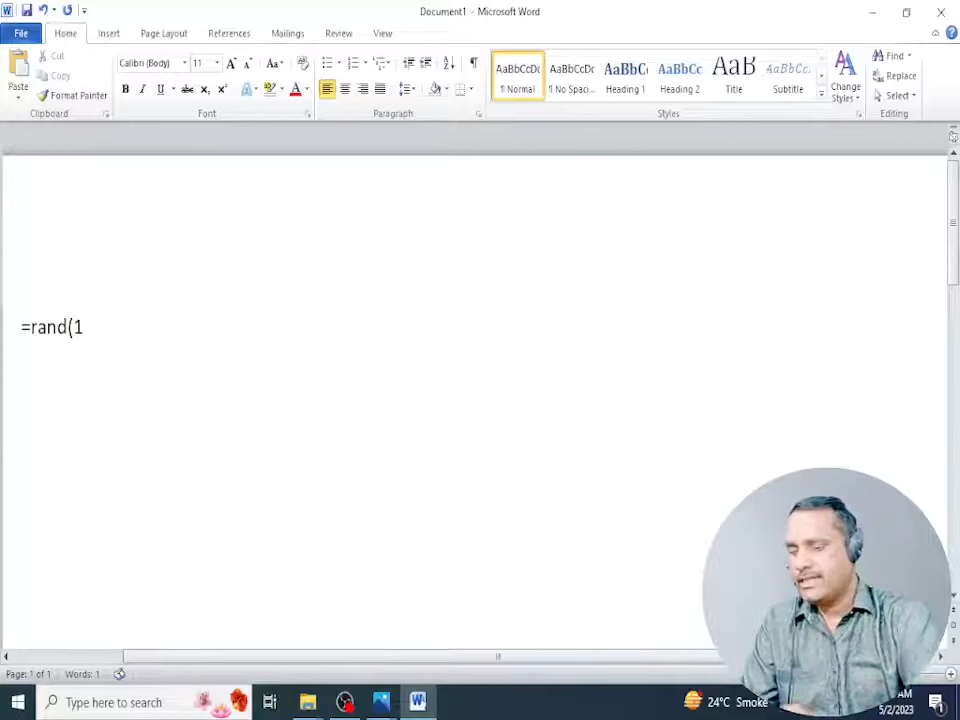 Document1 - Microsoft Word
File Home Insert Page Layout References Mailings Review View
Cut
Copy
Format Painter
Paste
Clipboard
Calibri (Body) 11
Font
Paragraph
AaBbCcDc AaBbCcDc AaBbC AaBbCc AaB AaBbCc.
¶ Normal ¶ No Spaci... Heading 1 Heading 2 Title Subtitle
Change
Styles
Styles
Find
Replace
Select
Editing
=rand(1
Page: 1 of 1 Words: 1
Type here to search
24°C Smoke
AM
5/2/2023